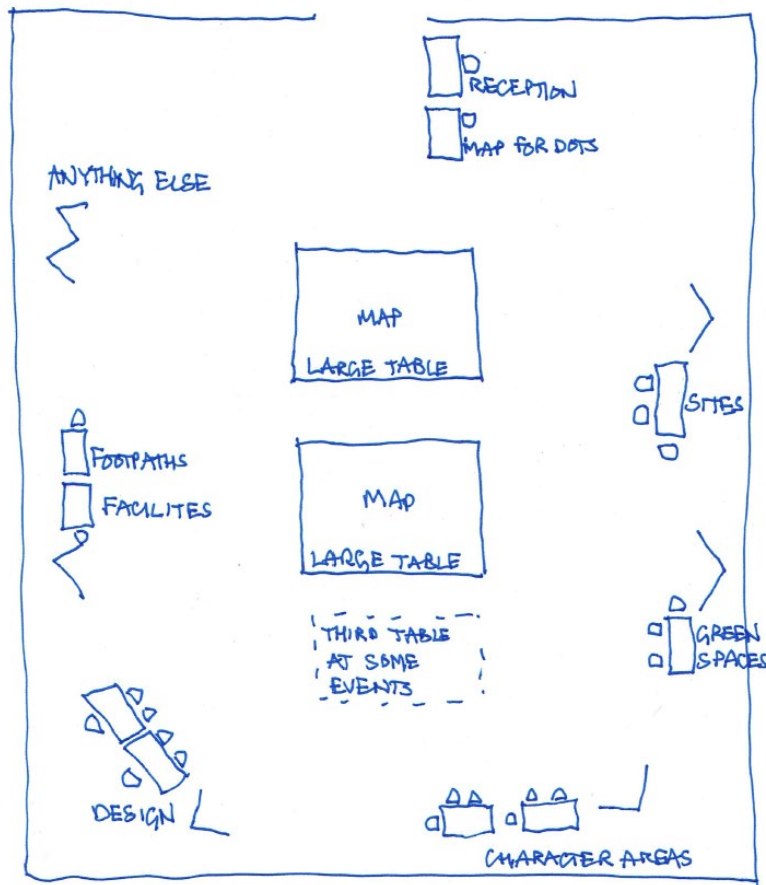 RECEPTION
MAP FOR DOTS
ANYTHING ELSE
MAP
LARGE TABLE
SITES
FOOTPATHS
FACILITES
MAP
LARGE TABLE
THIRD TABLE
AT SOME
EVENTS
GREEN
SPACES
DESIGN
CHARACTER AREAS